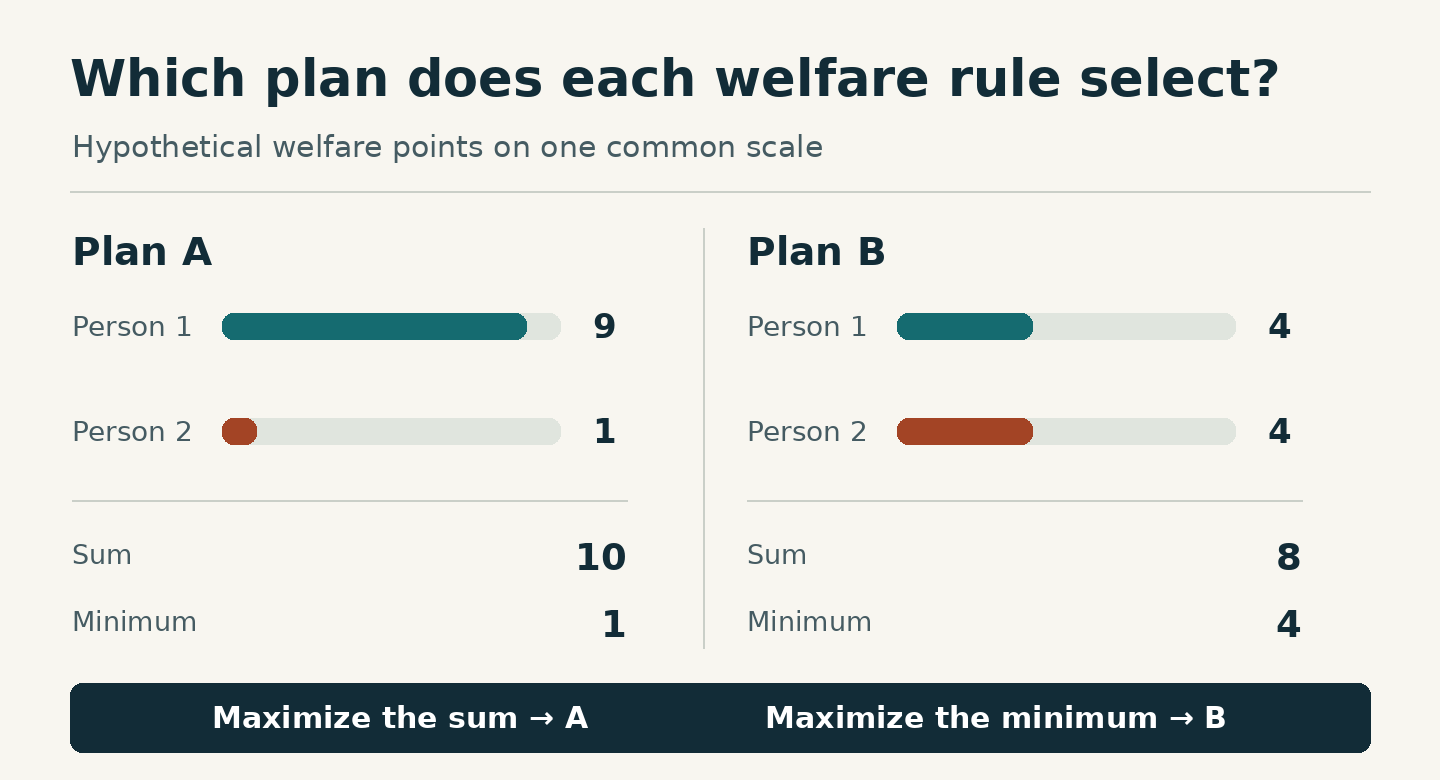 Which plan does each welfare rule select?
Hypothetical welfare points on one common scale
Plan A
Person 1 9
Person 2 1
Sum 10
Minimum 1
Plan B
Person 1 4
Person 2 4
Sum 8
Minimum 4
Maximize the sum → A
Maximize the minimum → B